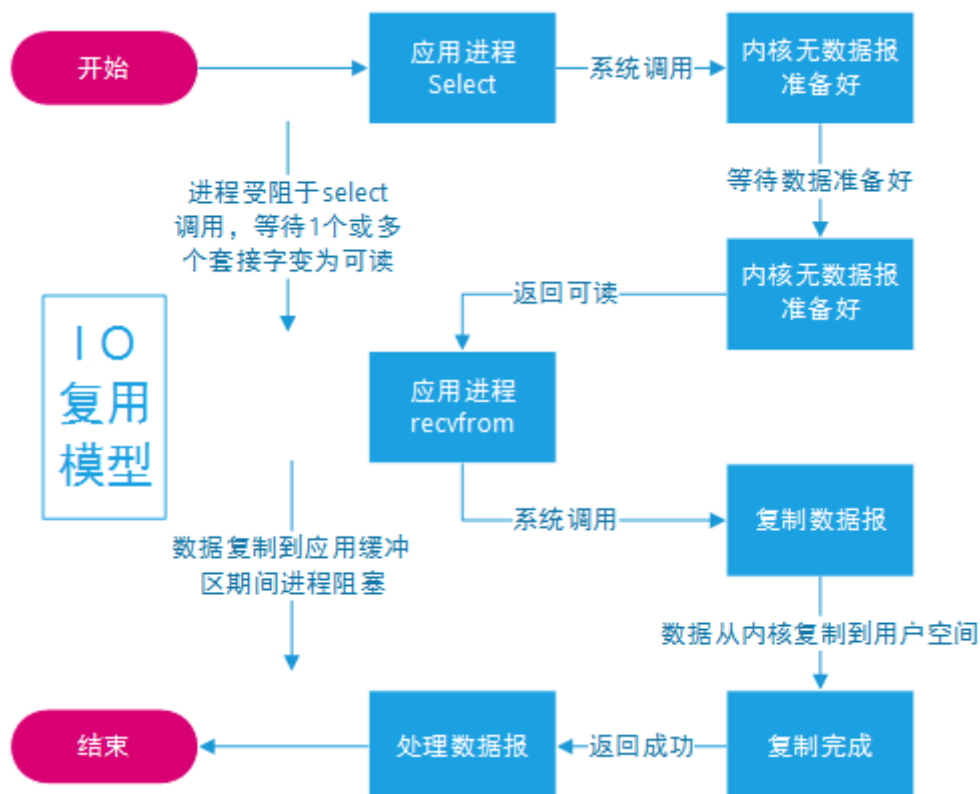 开始
应用进程
Select
系统调用
内核无数据报
准备好
进程受阻于select
调用，等待1个或多
个套接字变为可读
等待数据准备好
内核无数据报
准备好
返回可读
IO
复用
模型
应用进程
recvfrom
系统调用
复制数据报
数据复制到应用缓冲
区期间进程阻塞
数据从内核复制到用户空间
结束
处理数据报
返回成功
复制完成